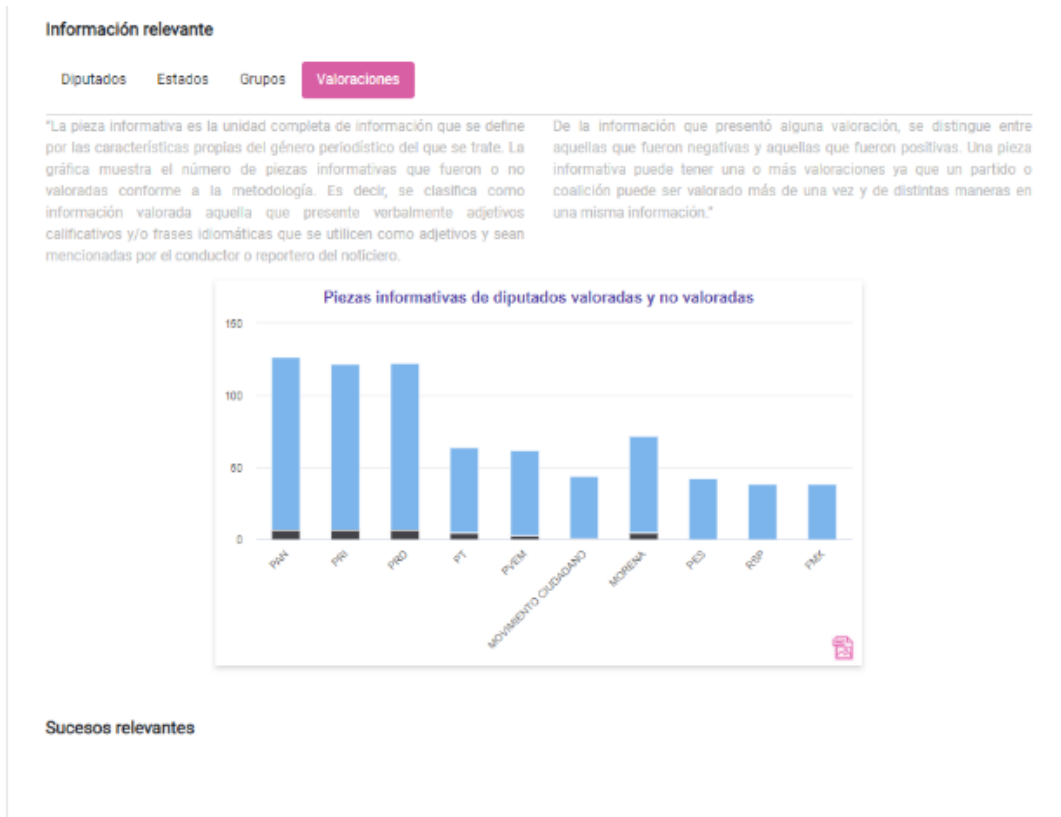 Información relevante
Diputados Estados Grupos Valoraciones
"La pieza informativa es la unidad completa de información que se define
por las características propias del género periodístico del que se trate. La
gráfica muestra el número de piezas informativas que fueron o no
valoradas conforme a la metodología. Es decir, se clasifica como
información valorada aquella que presente verbalmente adjetivos
calificativos y/o frases idiomáticas que se utilicen como adjetivos y sean
mencionadas por el conductor o reportero del noticiero.
De la información que presentó alguna valoración, se distingue entre
aquellas que fueron negativas y aquellas que fueron positivas. Una pieza
informativa puede tener una o más valoraciones ya que un partido o
coalición puede ser valorado más de una vez y de distintas maneras en
una misma información."
Piezas informativas de diputados valoradas y no valoradas
150
100
50
0
PAN
PRI
PRD
PT
PVEM
MOVIMIENTO CIUDADANO
MORENA
PES
RSP
FMX
Sucesos relevantes